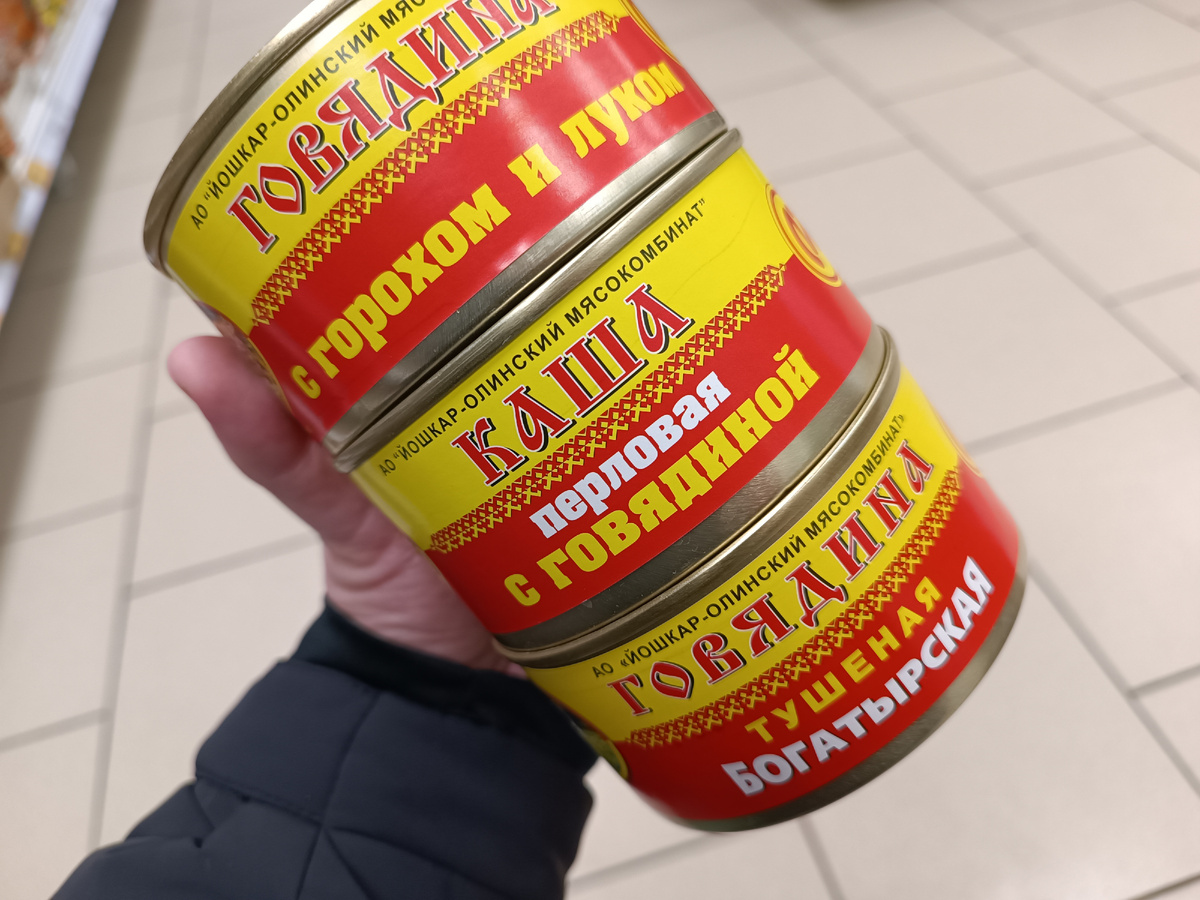 АО "ЙОШКАР-ОЛИНСКИЙ
ГОВЯДИНА
С ГОРОХОМ И ЛУКОМ
АО "ЙОШКАР-ОЛИНСКИЙ МЯСОКОМБИНАТ"
КАША
перловая
С ГОВЯДИНОЙ
АО «ЙОШКАР-ОЛИНСКИЙ МЯСОКОМБИНАТ»
ГОВЯДИНА
ТУШЕНАЯ
БОГАТЫРСКАЯ